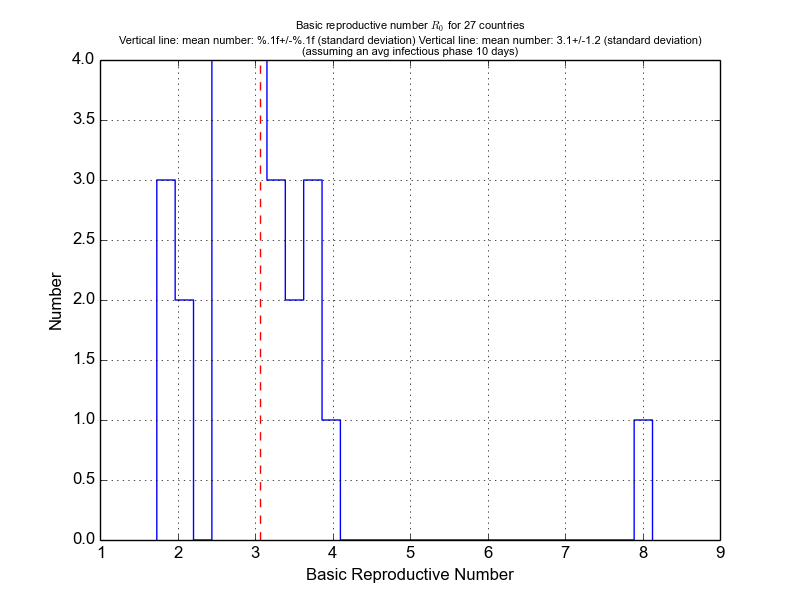 Basic reproductive number R₀ for 27 countries
Vertical line: mean number: %.1f+/-%.1f (standard deviation) Vertical line: mean number: 3.1+/-1.2 (standard deviation)
(assuming an avg infectious phase 10 days)
4.0
3.5
3.0
2.5
2.0
1.5
1.0
0.5
0.0
Number
1 2 3 4 5 6 7 8 9
Basic Reproductive Number